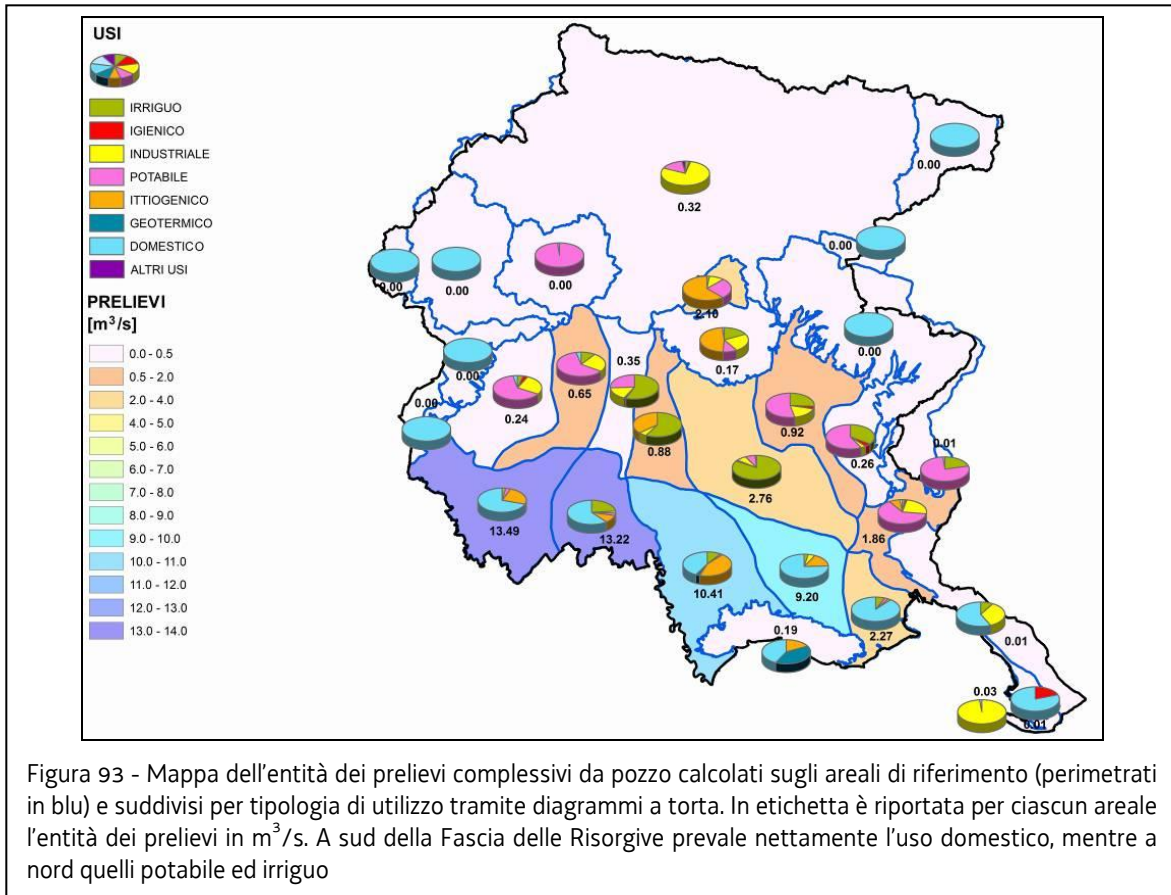 USI
IRRIGUO
IGIENICO
INDUSTRIALE
POTABILE
ITTIOGENICO
GEOTERMICO
DOMESTICO
ALTRI USI
PRELIEVI
[m³/s]
0.0 - 0.5
0.5 - 2.0
2.0 - 4.0
4.0 - 5.0
5.0 - 6.0
6.0 - 7.0
7.0 - 8.0
8.0 - 9.0
9.0 - 10.0
10.0 - 11.0
11.0 - 12.0
12.0 - 13.0
13.0 - 14.0
0.00
0.32
0.00
0.00
0.00
0.00
2.10
0.00
0.17
0.35
0.00
0.65
0.24
0.00
0.92
0.88
0.26
0.01
2.76
13.49
13.22
1.86
10.41
9.20
2.27
0.19
0.01
0.03
0.01
Figura 93 - Mappa dell'entità dei prelievi complessivi da pozzo calcolati sugli areali di riferimento (perimetrati
in blu) e suddivisi per tipologia di utilizzo tramite diagrammi a torta. In etichetta è riportata per ciascun areale
l'entità dei prelievi in m³/s. A sud della Fascia delle Risorgive prevale nettamente l'uso domestico, mentre a
nord quelli potabile ed irriguo